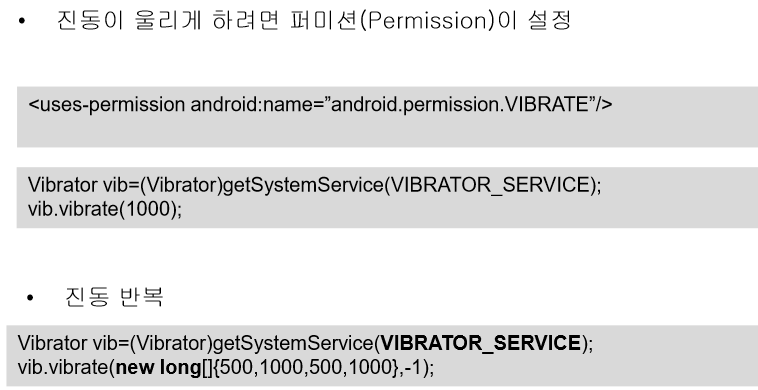 • 진동이 울리게 하려면 퍼미션(Permission)이 설정
<uses-permission android:name=”android.permission.VIBRATE”/>
Vibrator vib=(Vibrator)getSystemService(VIBRATOR_SERVICE);
vib.vibrate(1000);
• 진동 반복
Vibrator vib=(Vibrator)getSystemService(VIBRATOR_SERVICE);
vib.vibrate(new long[]{500,1000,500,1000},-1);